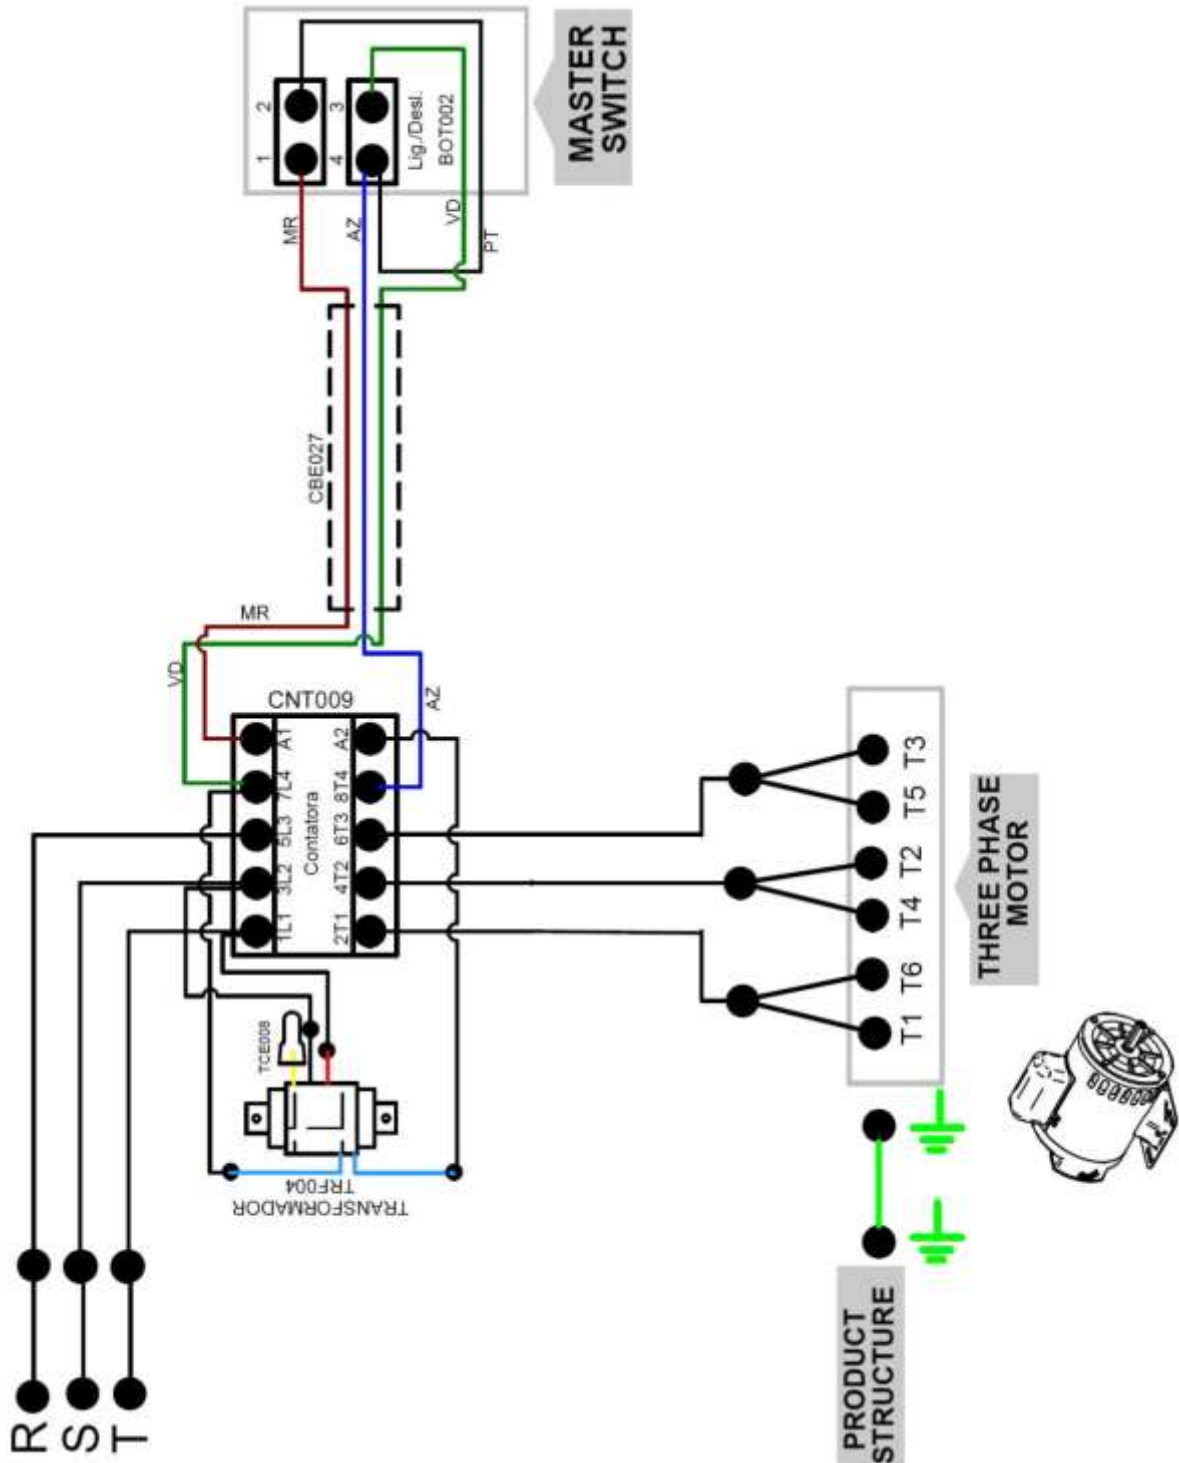 MASTER
SWITCH
2
3
1
4
Lig./Desl.
BOT002
MR
AZ
VD
PT
CBE027
MR
VD
AZ
CNT009
A1
A2
7L4
8T4
5L3
6T3
3L2
4T2
1L1
2T1
Contatora
T3
T5
T2
T4
T6
T1
THREE PHASE
MOTOR
TCE008
TRANSFORMADOR
TRF004
PRODUCT
STRUCTURE
R
S
T